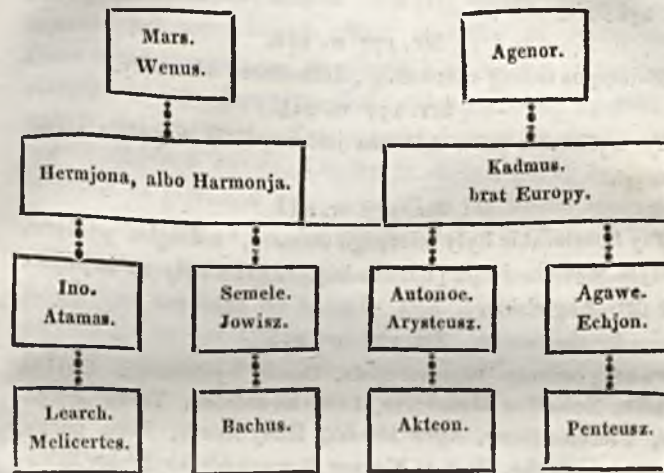 Mars.
Wenus.
Agenor.
Hermjona, albo Harmonja.
Kadmus.
brat Europy.
Ino.
Atamas.
Semele.
Jowisz.
Autonoe.
Arysteusz.
Agawe.
Echjon.
Learch.
Melicertes.
Bachus.
Akteon.
Penteusz.